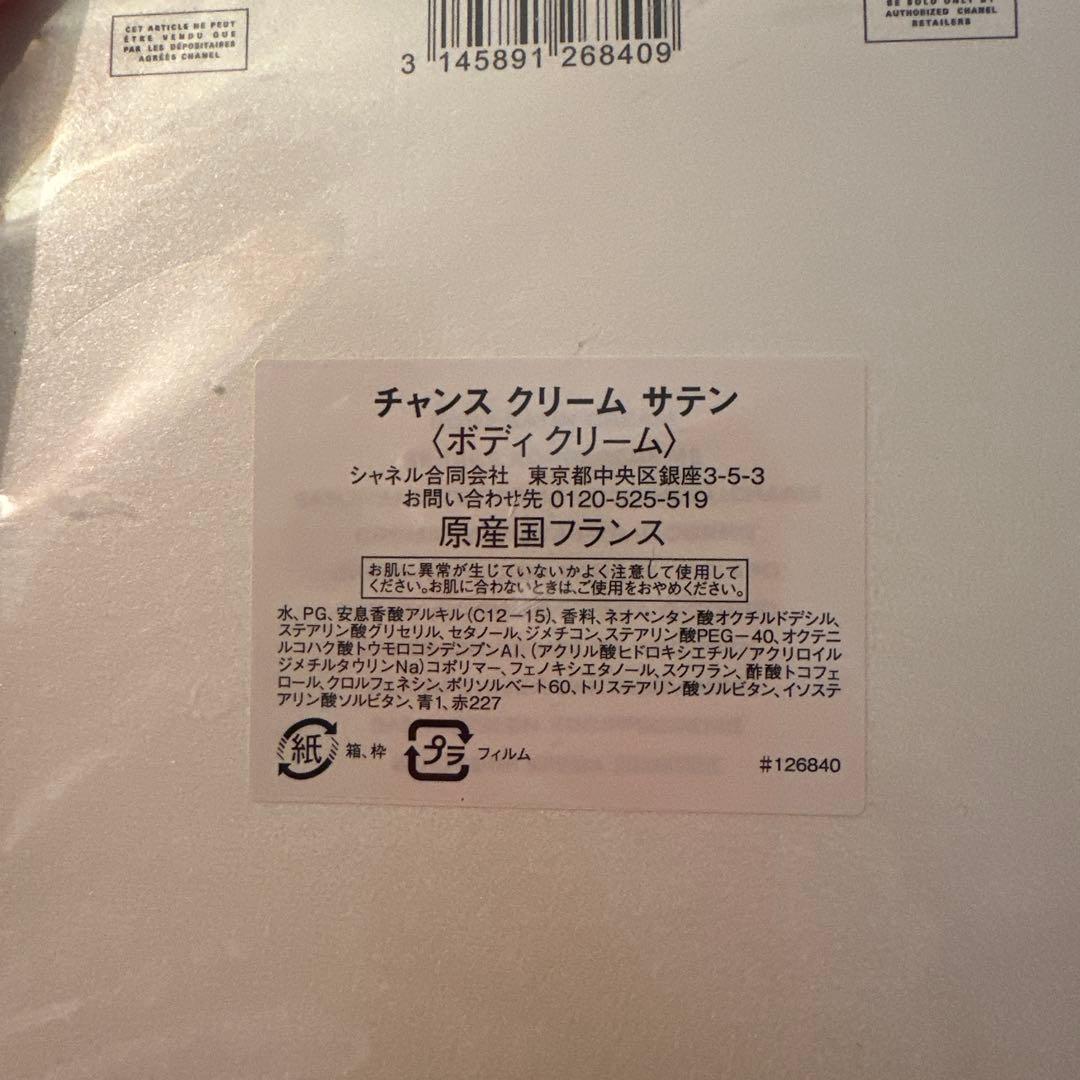 CET ARTICLE NE PEUT
ÊTRE VENDU QUE
PAR LES DÉPOSITAIRES
AGRÉÉS CHANEL
3 145891 268409
BE SOLD ONLY BY
AUTHORIZED CHANEL
RETAILERS
チャンス クリーム サテン
〈ボディ クリーム〉
シャネル合同会社 東京都中央区銀座3-5-3
お問い合わせ先 0120-525-519
原産国フランス
お肌に異常が生じていないかよく注意して使用して
ください。お肌に合わないときは、ご使用をおやめください。
水、PG、安息香酸アルキル(C12－15)、香料、ネオペンタン酸オクチルドデシル、
ステアリン酸グリセリル、セタノール、ジメチコン、ステアリン酸PEG－40、オクテニ
ルコハク酸トウモロコシデンプンAl、(アクリル酸ヒドロキシエチル/アクリロイル
ジメチルタウリンNa)コポリマー、フェノキシエタノール、スクワラン、酢酸トコフェ
ロール、クロルフェネシン、ポリソルベート60、トリステアリン酸ソルビタン、イソステ
アリン酸ソルビタン、青1、赤227
紙 箱、枠 プラ フィルム
#126840